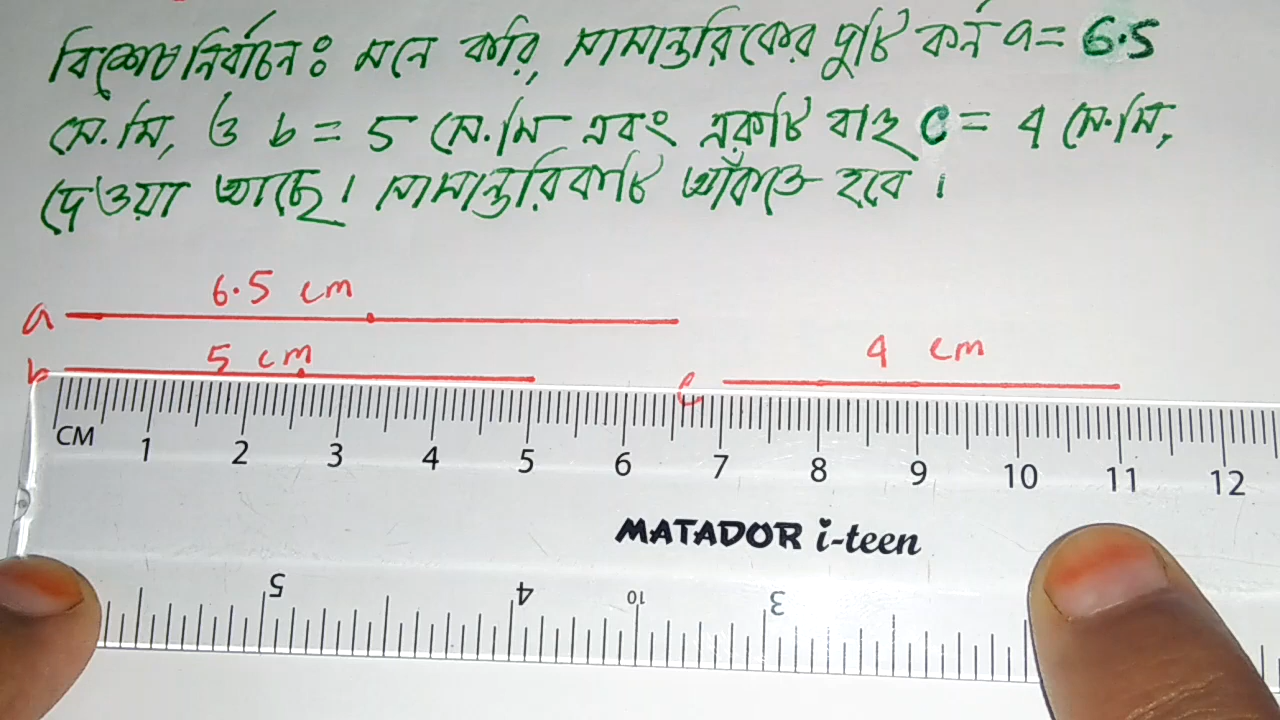 বিশেষ নির্বচন ঃ মনে করি, সামান্তরিকের দুটি কর্ন a = 6.5
সে.মি, ও b = 5 সে.মি এবং একটি বাহু c = 4 সে.মি,
দেওয়া আছে। সামান্তরিকটি আঁকতে হবে ।
6.5 cm
a
5 cm
b
4 cm
c
CM 1 2 3 4 5 6 7 8 9 10 11 12
MATADOR i-teen
5 4 10 3